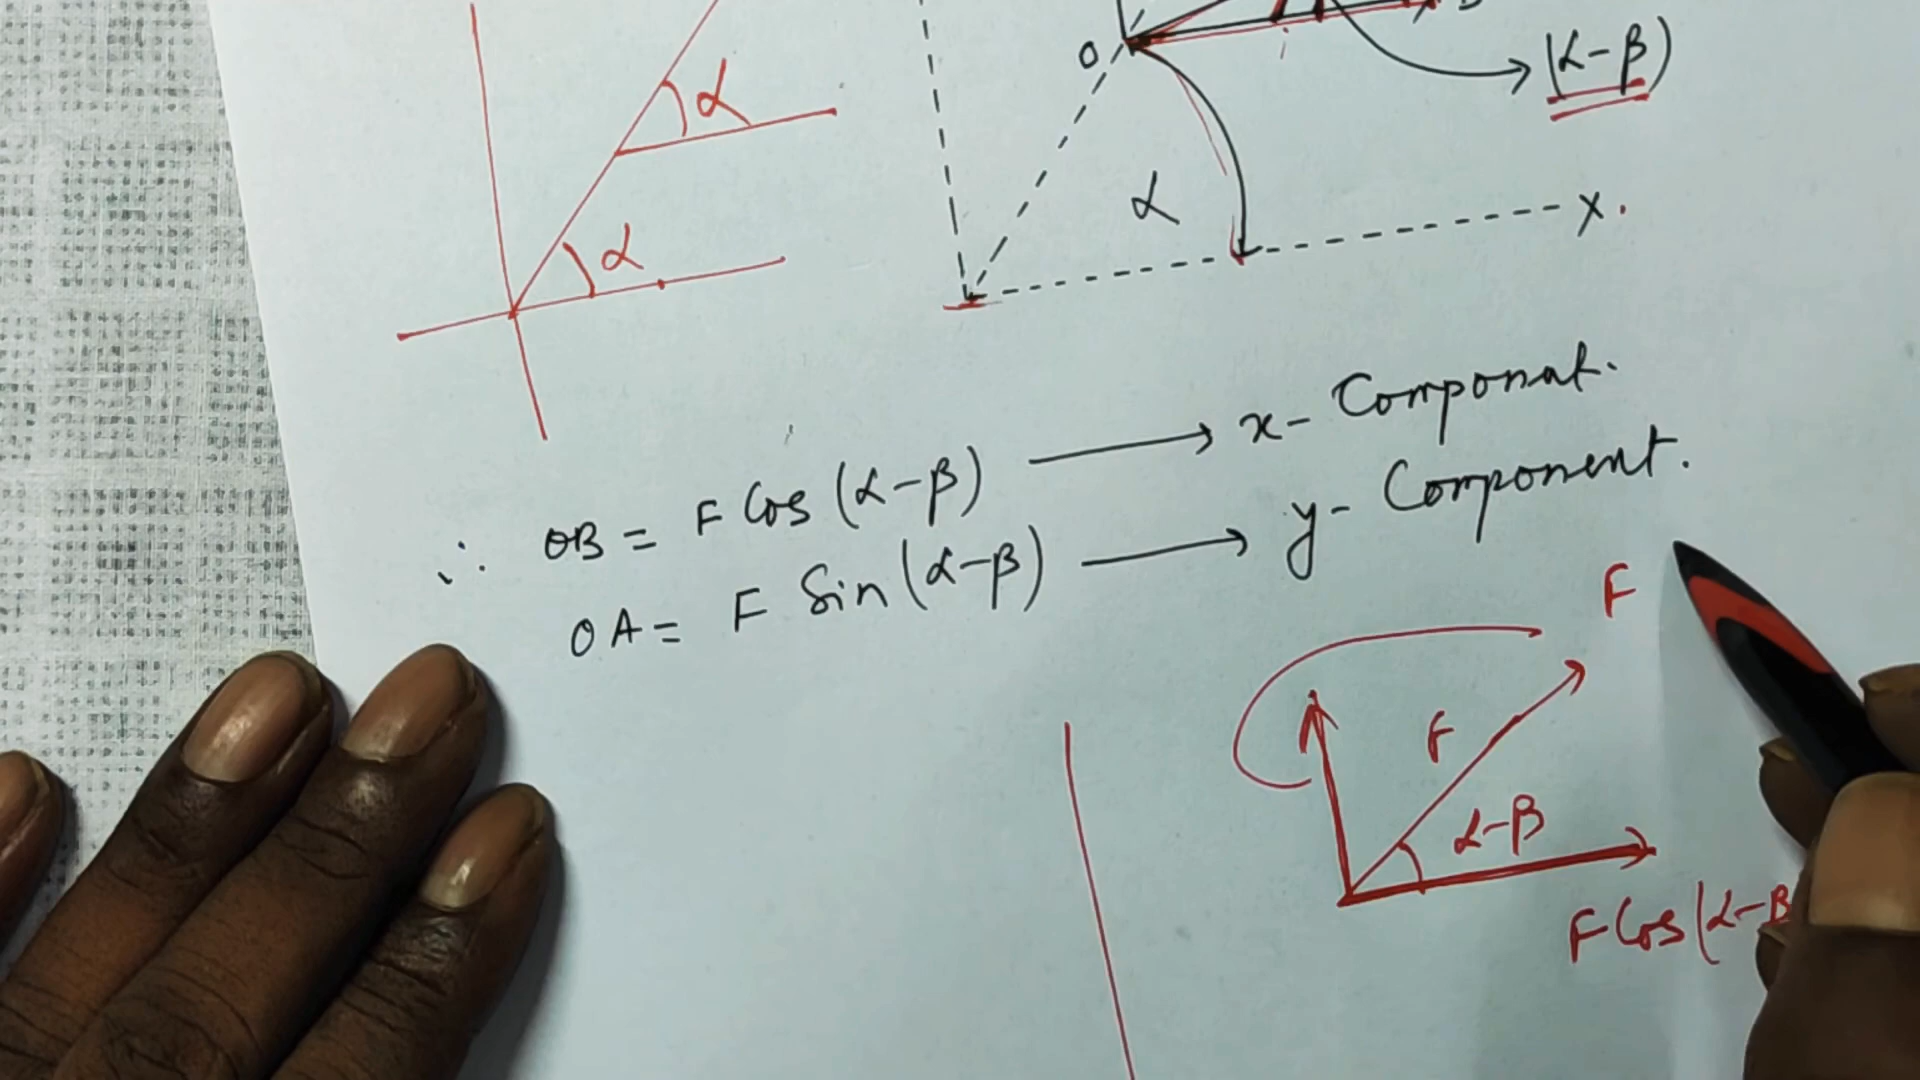 α
O
(α-β)
α
α
X.
∴ OB = F Cos (α-β) → x- Componat.
OA = F Sin (α-β) → y- Component.
F
F
α-β
F Cos (α-β